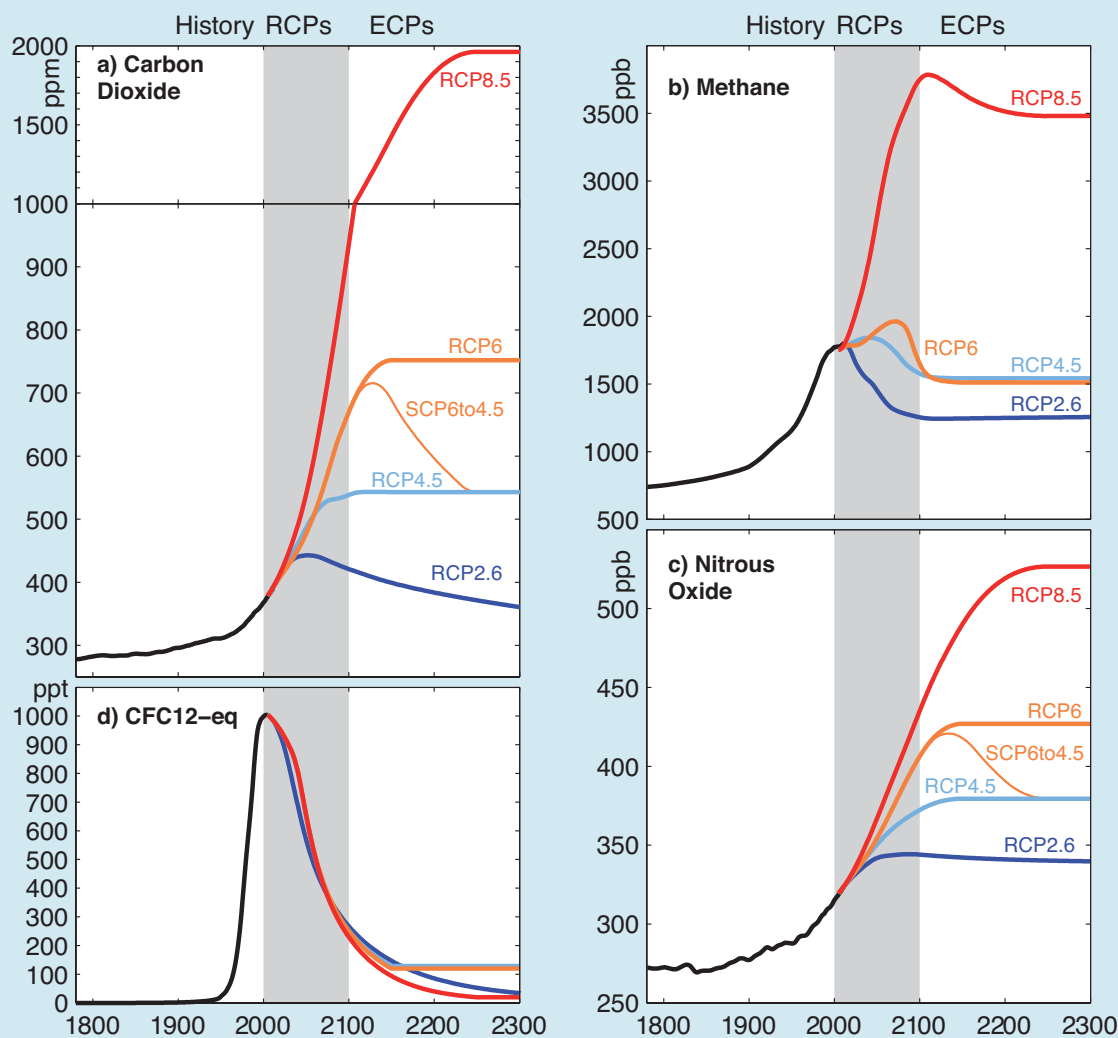 History RCPs ECPs
ppm
2000
1500
1000
900
800
700
600
500
400
300
a) Carbon
Dioxide
RCP8.5
RCP6
SCP6to4.5
RCP4.5
RCP2.6
ppt
1000
900
800
700
600
500
400
300
200
100
0
d) CFC12–eq
1800 1900 2000 2100 2200 2300
History RCPs ECPs
ppb
3500
3000
2500
2000
1500
1000
500
b) Methane
RCP8.5
RCP6
RCP4.5
RCP2.6
ppb
500
450
400
350
300
250
c) Nitrous
Oxide
RCP8.5
RCP6
SCP6to4.5
RCP4.5
RCP2.6
1800 1900 2000 2100 2200 2300